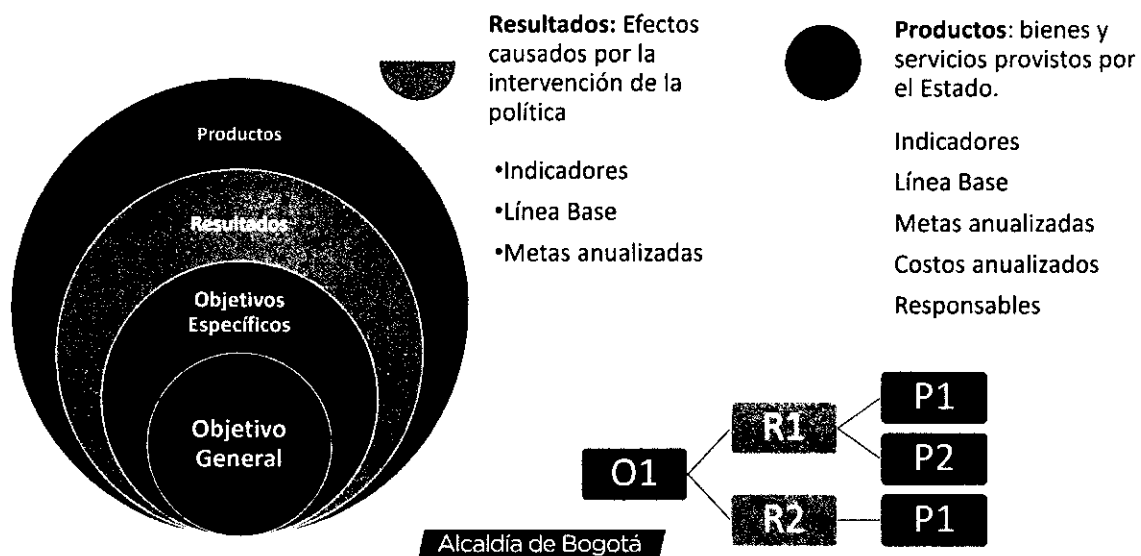 Productos
Resultados
Objetivos
Específicos
Objetivo
General
Resultados: Efectos
causados por la
intervención de la
política
•Indicadores
•Línea Base
•Metas anualizadas
Productos: bienes y
servicios provistos por
el Estado.
Indicadores
Línea Base
Metas anualizadas
Costos anualizados
Responsables
O1
R1
R2
P1
P2
P1
Alcaldía de Bogotá